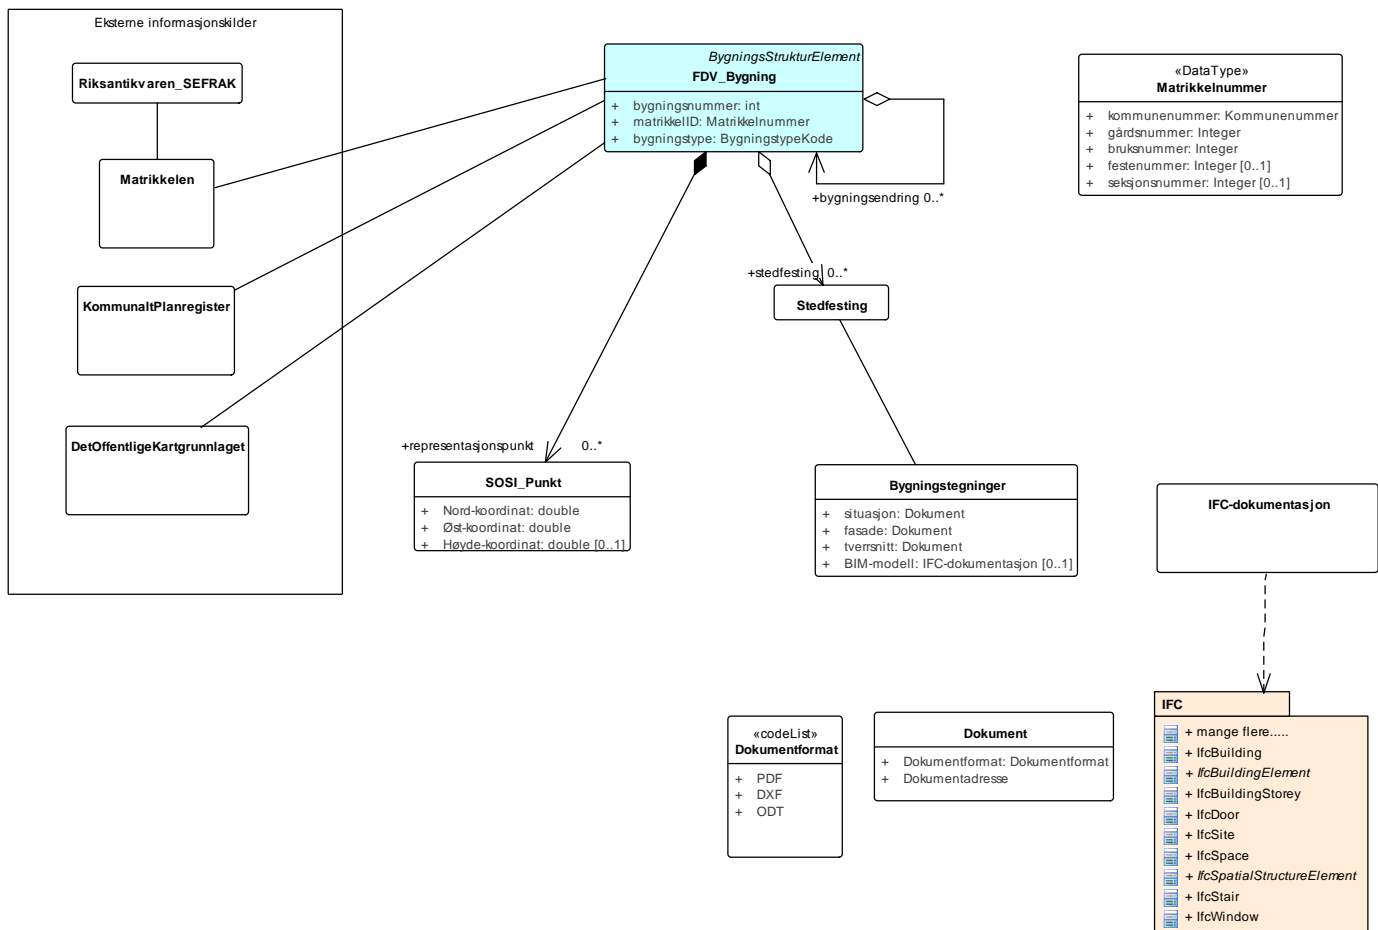 Eksterne informasjonskilder
Riksantikvaren_SEFRAK
Matrikkelen
KommunaltPlanregister
DetOffentligeKartgrunnlaget
BygningsStrukturElement
FDV_Bygning
+ bygningsnummer: int
+ matrikkelID: Matrikkelnummer
+ bygningstype: BygningstypeKode
+bygningsendring 0..*
«DataType»
Matrikkelnummer
+ kommunenummer: Kommunenummer
+ gårdsnummer: Integer
+ bruksnummer: Integer
+ festenummer: Integer [0..1]
+ seksjonsnummer: Integer [0..1]
+stedfesting 0..*
Stedfesting
+representasjonspunkt 0..*
SOSI_Punkt
+ Nord-koordinat: double
+ Øst-koordinat: double
+ Høyde-koordinat: double [0..1]
Bygningstegninger
+ situasjon: Dokument
+ fasade: Dokument
+ tverrsnitt: Dokument
+ BIM-modell: IFC-dokumentasjon [0..1]
IFC-dokumentasjon
«codeList»
Dokumentformat
+ PDF
+ DXF
+ ODT
Dokument
+ Dokumentformat: Dokumentformat
+ Dokumentadresse
IFC
+ mange flere.....
+ IfcBuilding
+ IfcBuildingElement
+ IfcBuildingStorey
+ IfcDoor
+ IfcSite
+ IfcSpace
+ IfcSpatialStructureElement
+ IfcStair
+ IfcWindow